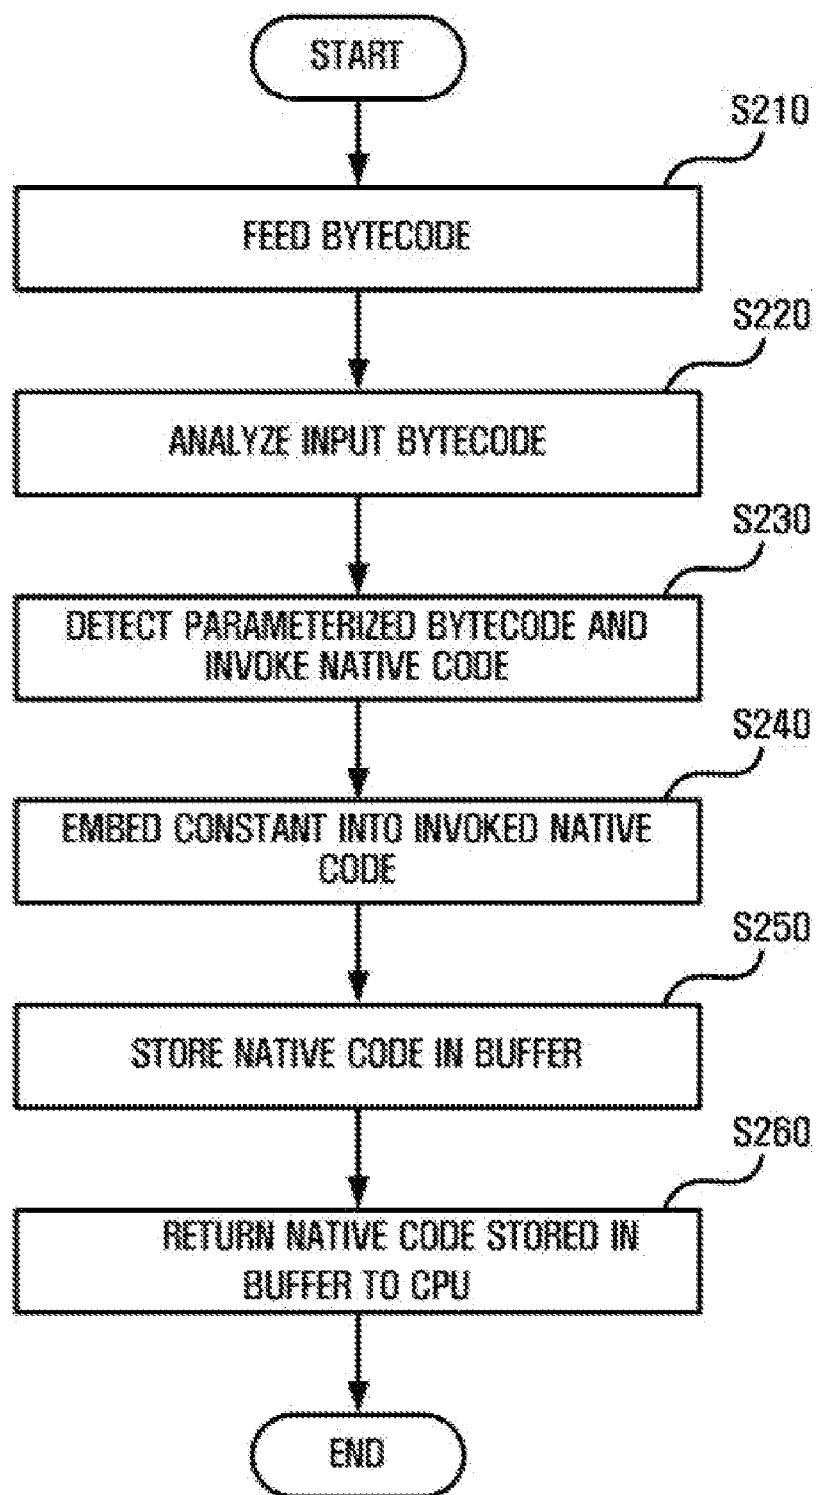 START
S210
FEED BYTECODE
S220
ANALYZE INPUT BYTECODE
S230
DETECT PARAMETERIZED BYTECODE AND
INVOKE NATIVE CODE
S240
EMBED CONSTANT INTO INVOKED NATIVE
CODE
S250
STORE NATIVE CODE IN BUFFER
S260
RETURN NATIVE CODE STORED IN
BUFFER TO CPU
END